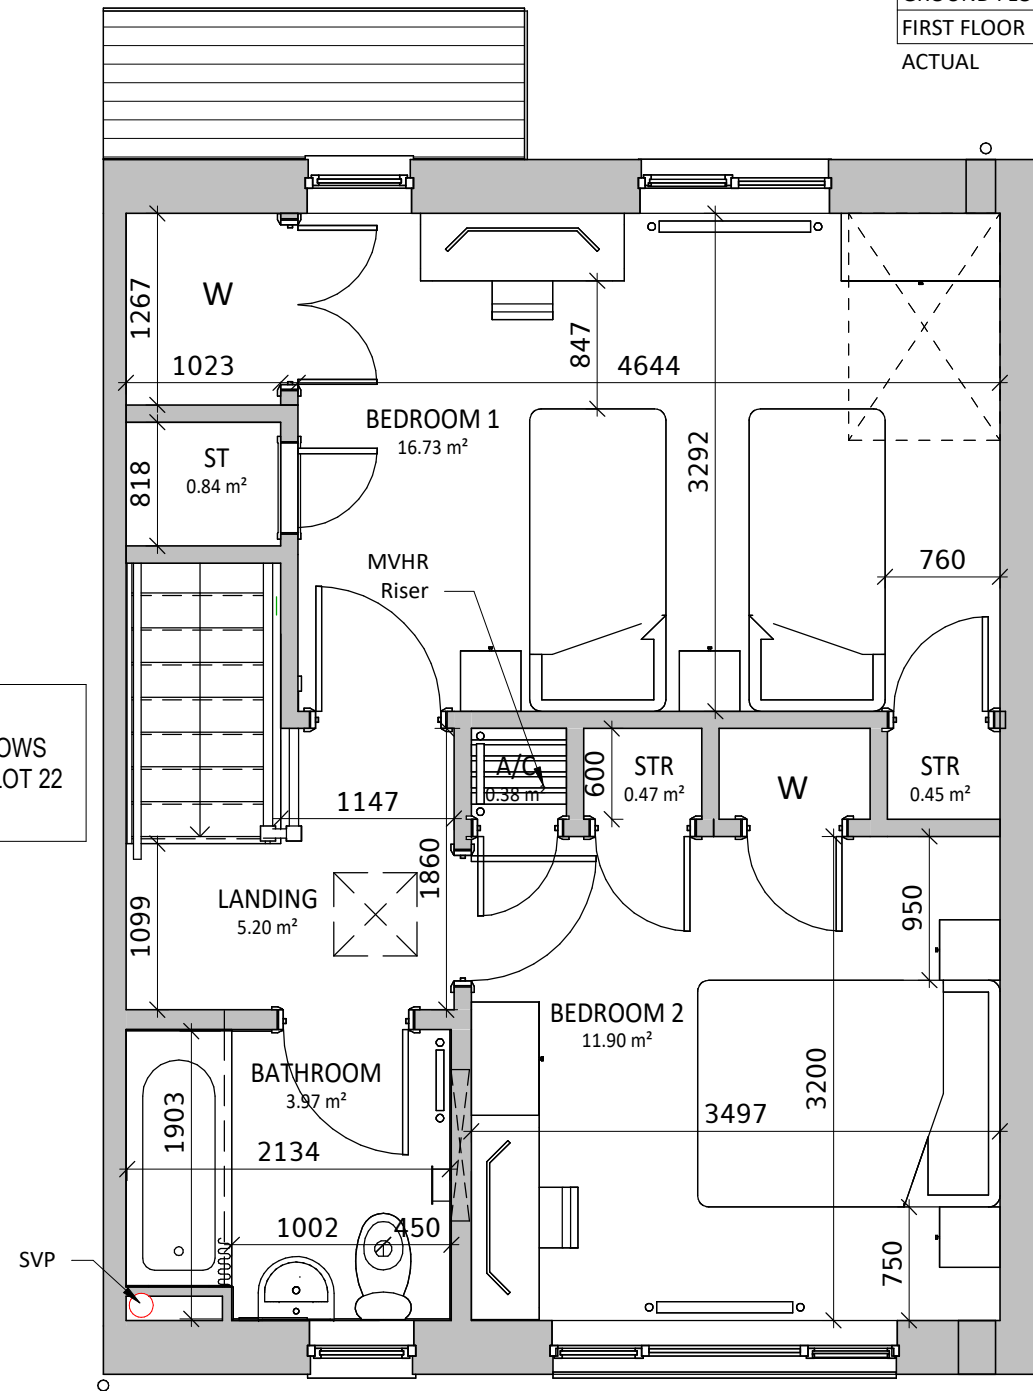 FIRST FLOOR
ACTUAL
W
1267
1023
847
4644
BEDROOM 1
16.73 m²
3292
ST
0.84 m²
818
MVHR
Riser
760
OWS
LOT 22
A/C
0.38 m²
600
STR
0.47 m²
W
STR
0.45 m²
1147
1860
LANDING
5.20 m²
1099
950
BEDROOM 2
11.90 m²
BATHROOM
3.97 m²
1903
3200
3497
2134
1002
450
SVP
750